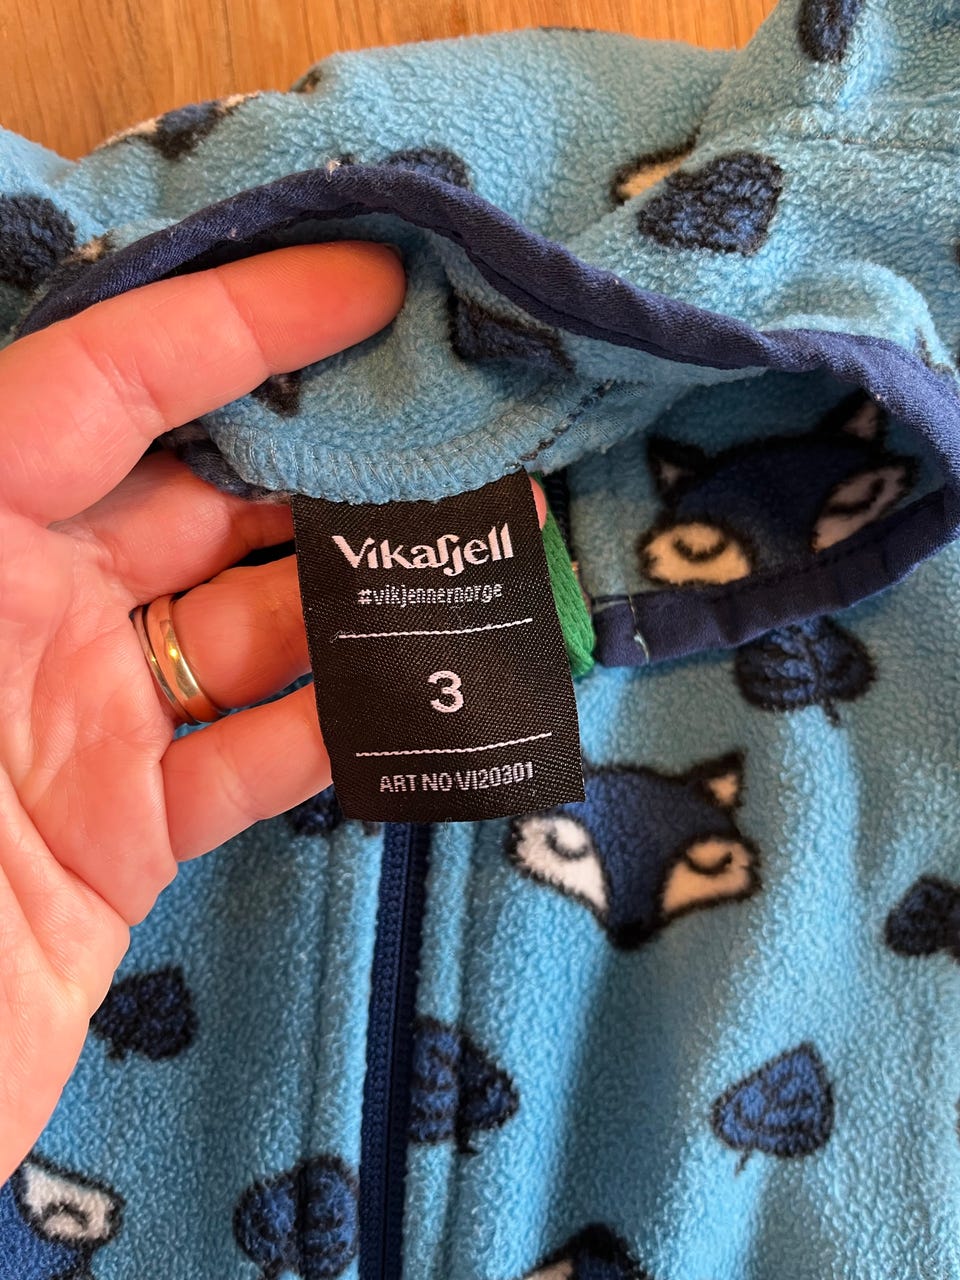 Vikafjell
#vikjennernorge
3
ART NO VI20301